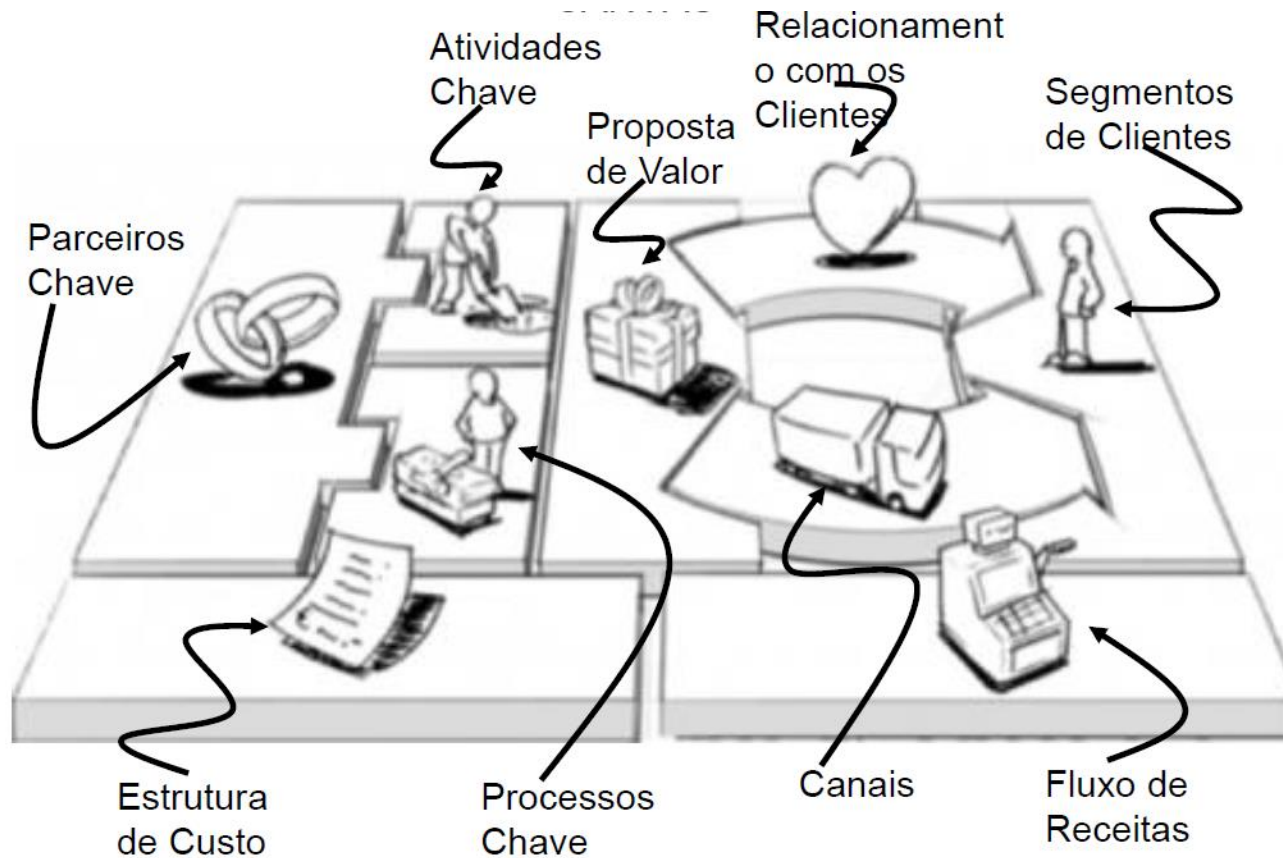 Atividades
Chave
Relacionament
o com os
Clientes
Segmentos
de Clientes
Proposta
de Valor
Parceiros
Chave
Estrutura
de Custo
Processos
Chave
Canais
Fluxo de
Receitas